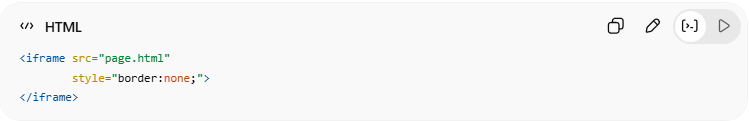 HTML
<iframe src="page.html"
style="border:none;">
</iframe>